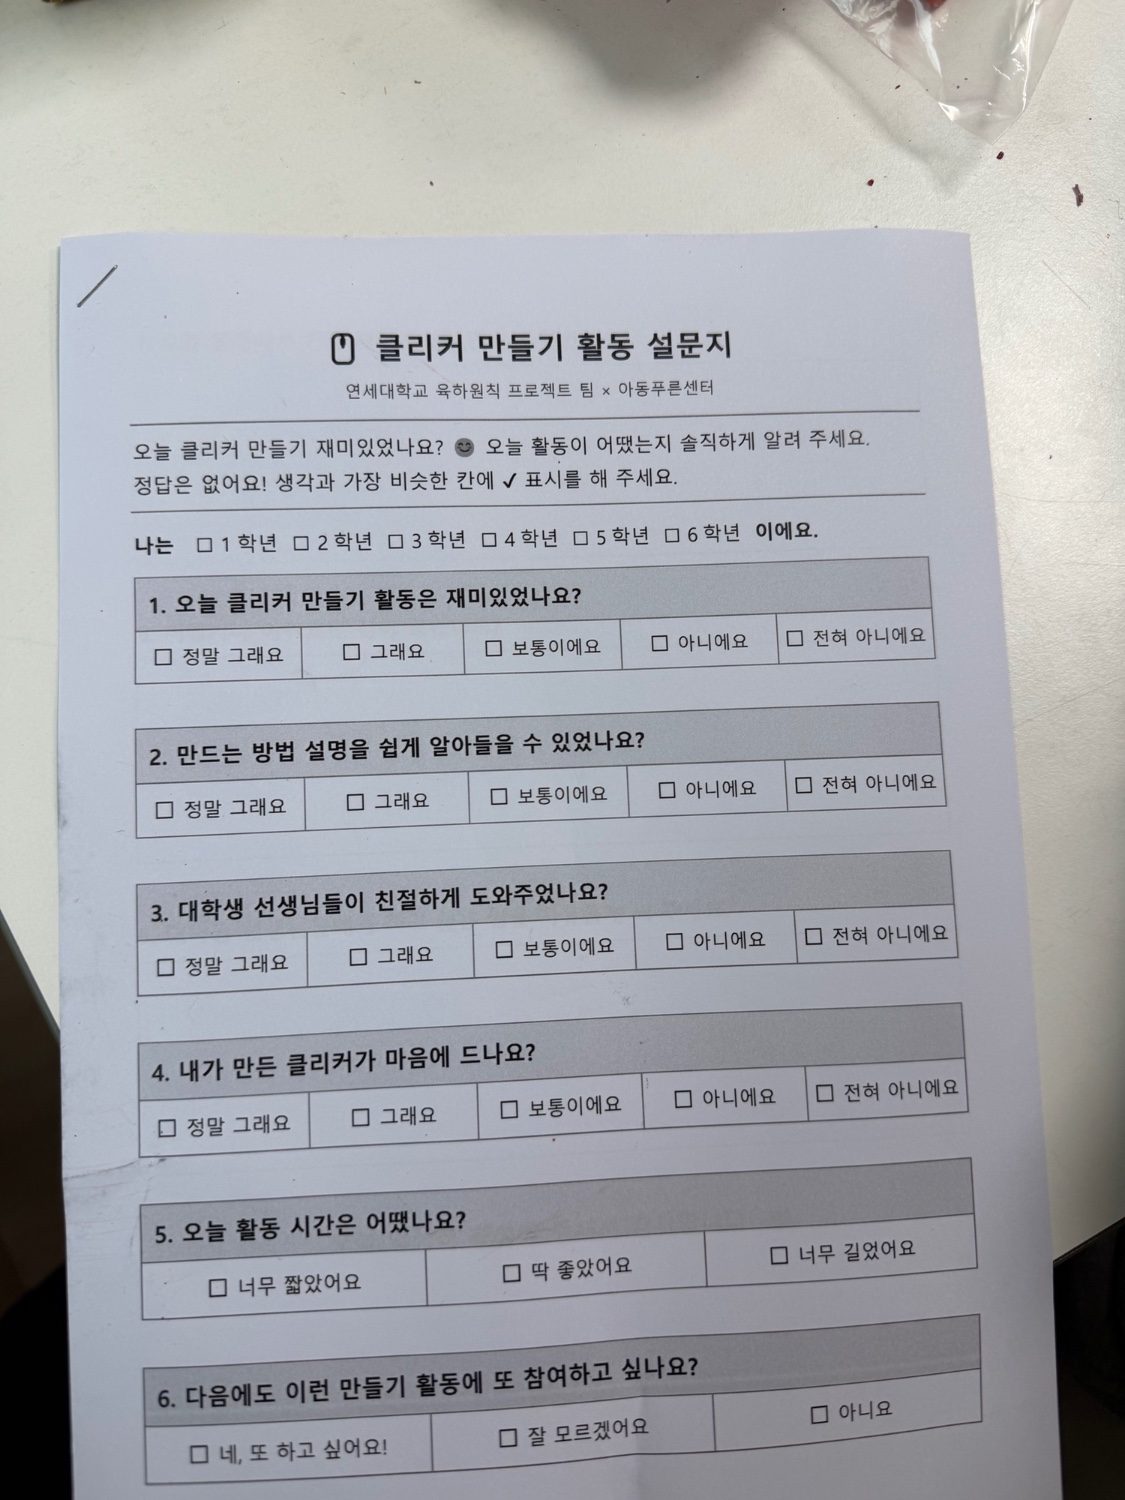 클리커 만들기 활동 설문지
연세대학교 육하원칙 프로젝트 팀 × 아동푸른센터
오늘 클리커 만들기 재미있었나요? 😊 오늘 활동이 어땠는지 솔직하게 알려 주세요.
정답은 없어요! 생각과 가장 비슷한 칸에 ✓ 표시를 해 주세요.
나는 ☐ 1학년 ☐ 2학년 ☐ 3학년 ☐ 4학년 ☐ 5학년 ☐ 6학년 이에요.
1. 오늘 클리커 만들기 활동은 재미있었나요?
☐ 정말 그래요 ☐ 그래요 ☐ 보통이에요 ☐ 아니에요 ☐ 전혀 아니에요
2. 만드는 방법 설명을 쉽게 알아들을 수 있었나요?
☐ 정말 그래요 ☐ 그래요 ☐ 보통이에요 ☐ 아니에요 ☐ 전혀 아니에요
3. 대학생 선생님들이 친절하게 도와주었나요?
☐ 정말 그래요 ☐ 그래요 ☐ 보통이에요 ☐ 아니에요 ☐ 전혀 아니에요
4. 내가 만든 클리커가 마음에 드나요?
☐ 정말 그래요 ☐ 그래요 ☐ 보통이에요 ☐ 아니에요 ☐ 전혀 아니에요
5. 오늘 활동 시간은 어땠나요?
☐ 너무 짧았어요 ☐ 딱 좋았어요 ☐ 너무 길었어요
6. 다음에도 이런 만들기 활동에 또 참여하고 싶나요?
☐ 네, 또 하고 싶어요! ☐ 잘 모르겠어요 ☐ 아니요